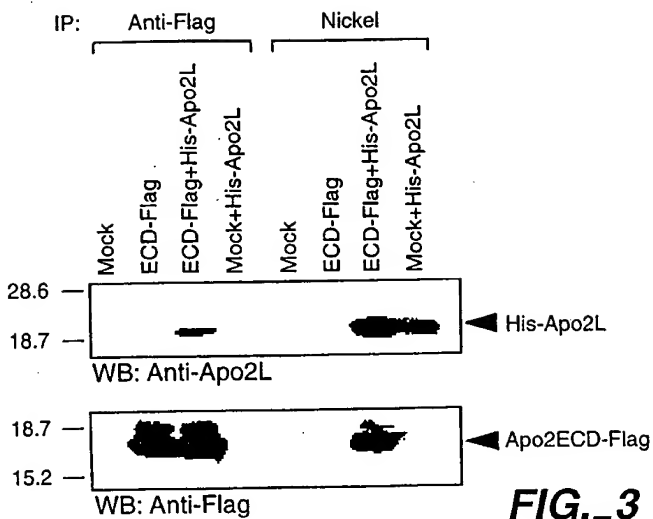 IP: Anti-Flag Nickel
Mock
ECD-Flag
ECD-Flag+His-Apo2L
Mock+His-Apo2L
Mock
ECD-Flag
ECD-Flag+His-Apo2L
Mock+His-Apo2L
28.6
18.7
His-Apo2L
WB: Anti-Apo2L
18.7
15.2
Apo2ECD-Flag
WB: Anti-Flag
FIG._3